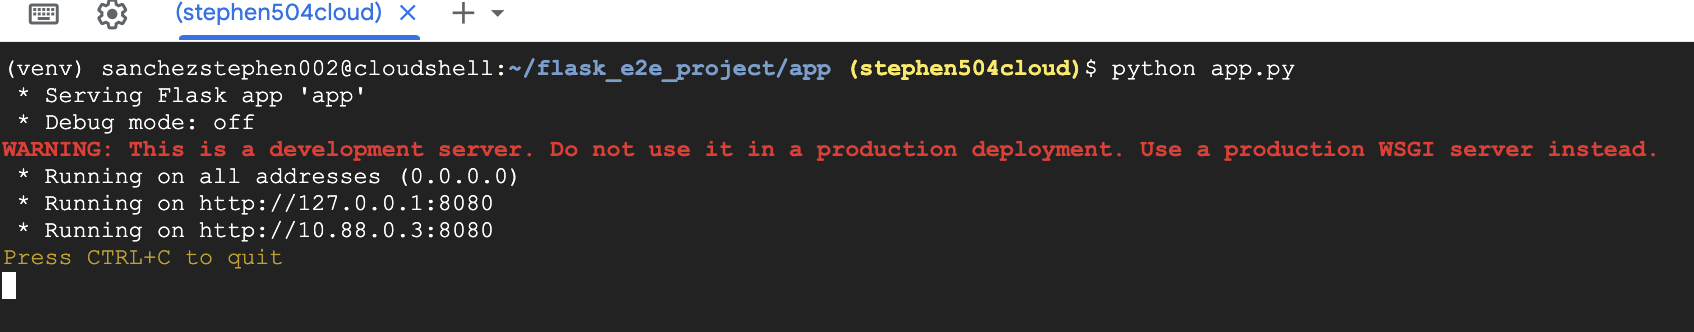 (stephen504cloud)
(venv) sanchezstephen002@cloudshell:~/flask_e2e_project/app (stephen504cloud)$ python app.py
 * Serving Flask app 'app'
 * Debug mode: off
WARNING: This is a development server. Do not use it in a production deployment. Use a production WSGI server instead.
 * Running on all addresses (0.0.0.0)
 * Running on http://127.0.0.1:8080
 * Running on http://10.88.0.3:8080
Press CTRL+C to quit